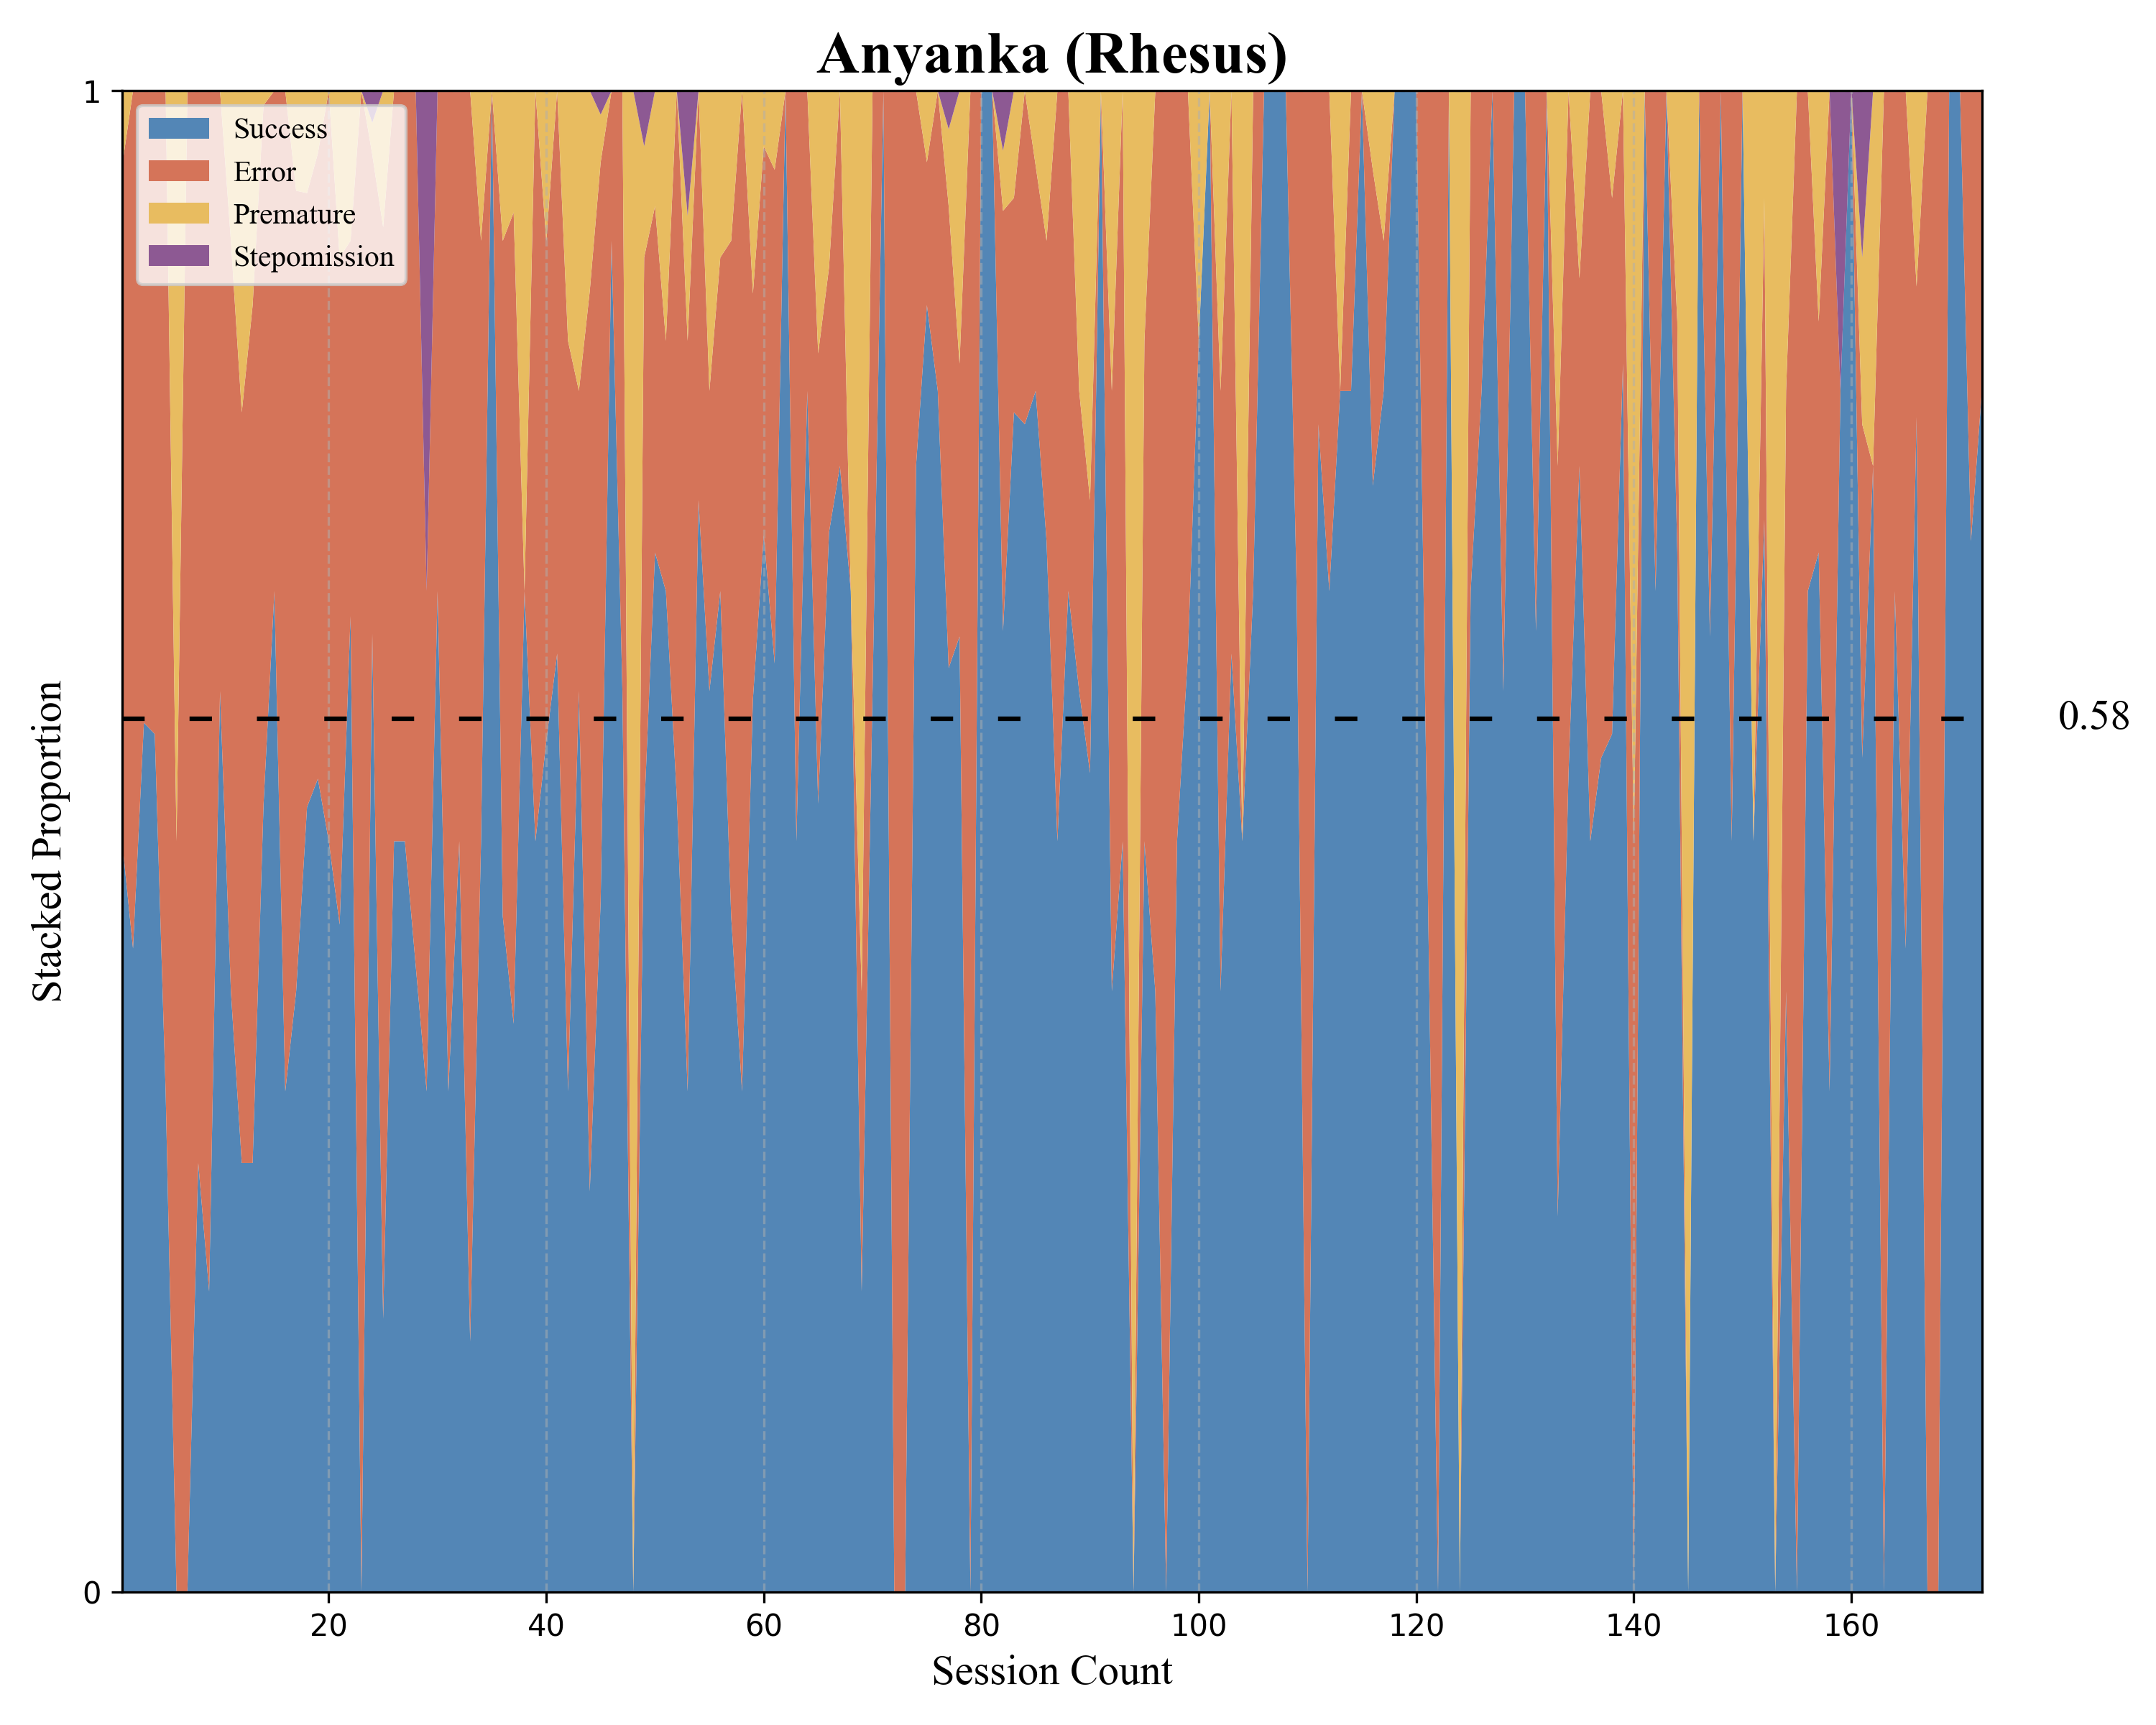 Anyanka (Rhesus)
1
Success
Error
Premature
Stepomission
Stacked Proportion
0.58
0
20 40 60 80 100 120 140 160
Session Count